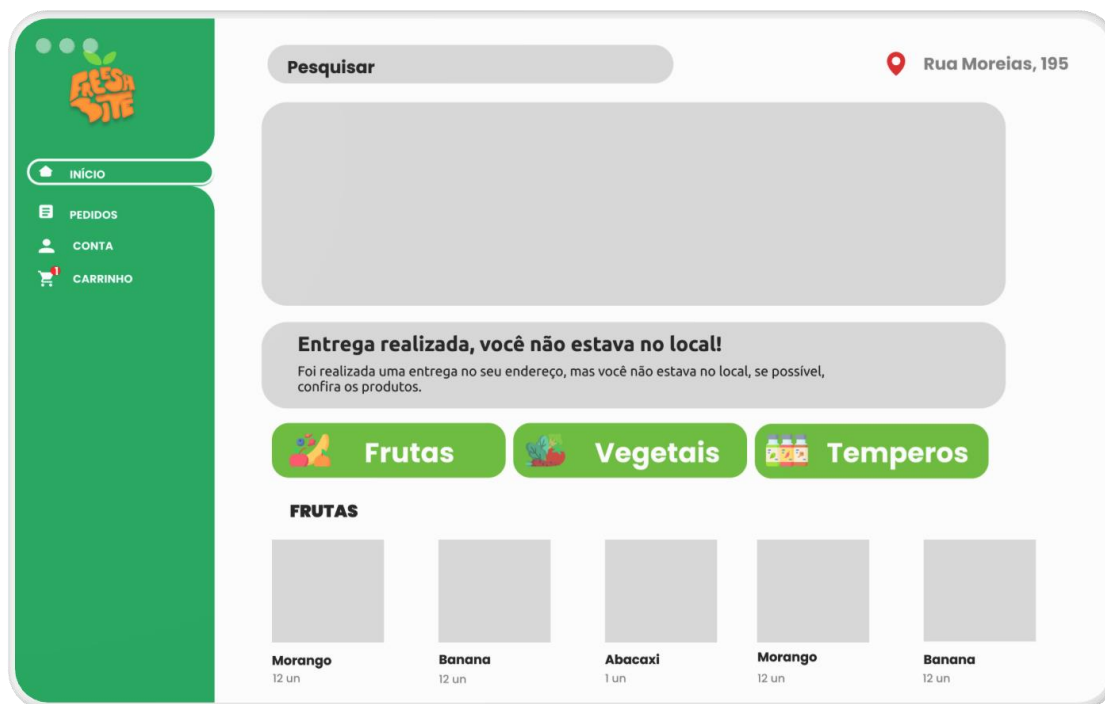 FRESH
BITE
INÍCIO
PEDIDOS
CONTA
1
CARRINHO
Pesquisar
Rua Moreias, 195
Entrega realizada, você não estava no local!
Foi realizada uma entrega no seu endereço, mas você não estava no local, se possível,
confira os produtos.
Frutas
Vegetais
Temperos
FRUTAS
Morango
12 un
Banana
12 un
Abacaxi
1 un
Morango
12 un
Banana
12 un